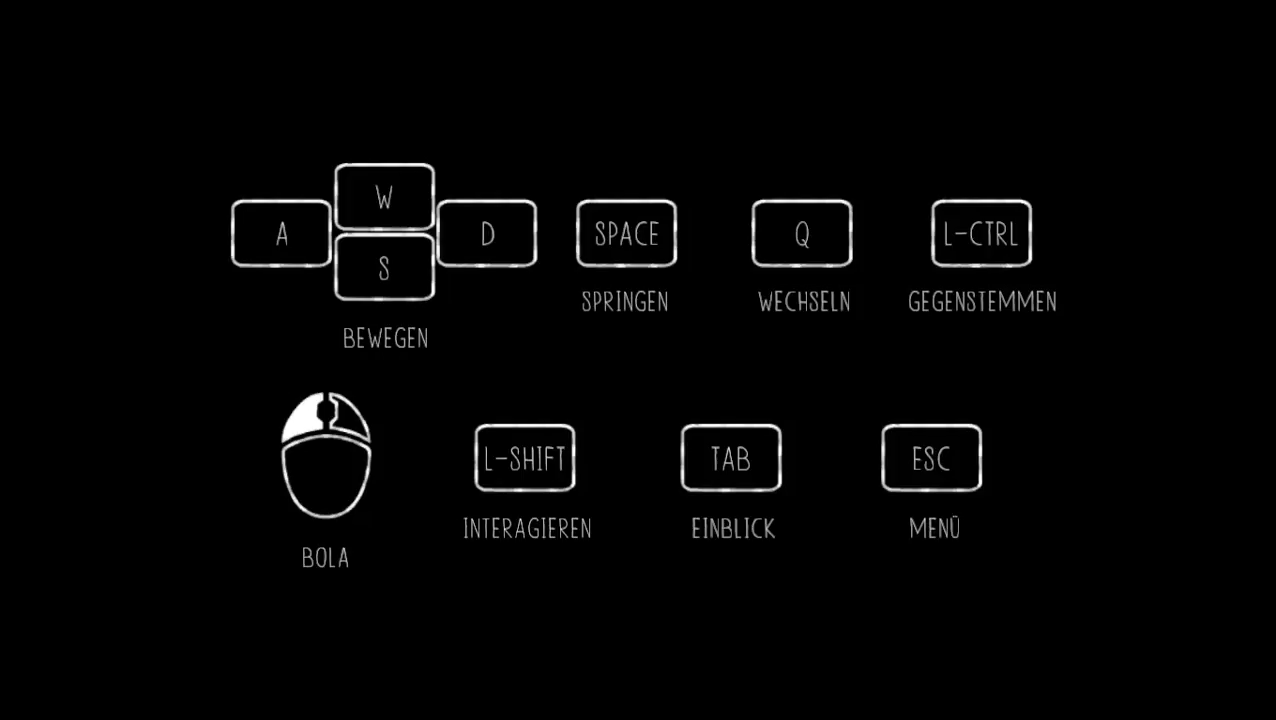 W
A
D
S
SPACE
Q
L-CTRL
BEWEGEN
SPRINGEN
WECHSELN
GEGENSTEMMEN
L-SHIFT
TAB
ESC
BOLA
INTERAGIEREN
EINBLICK
MENÜ